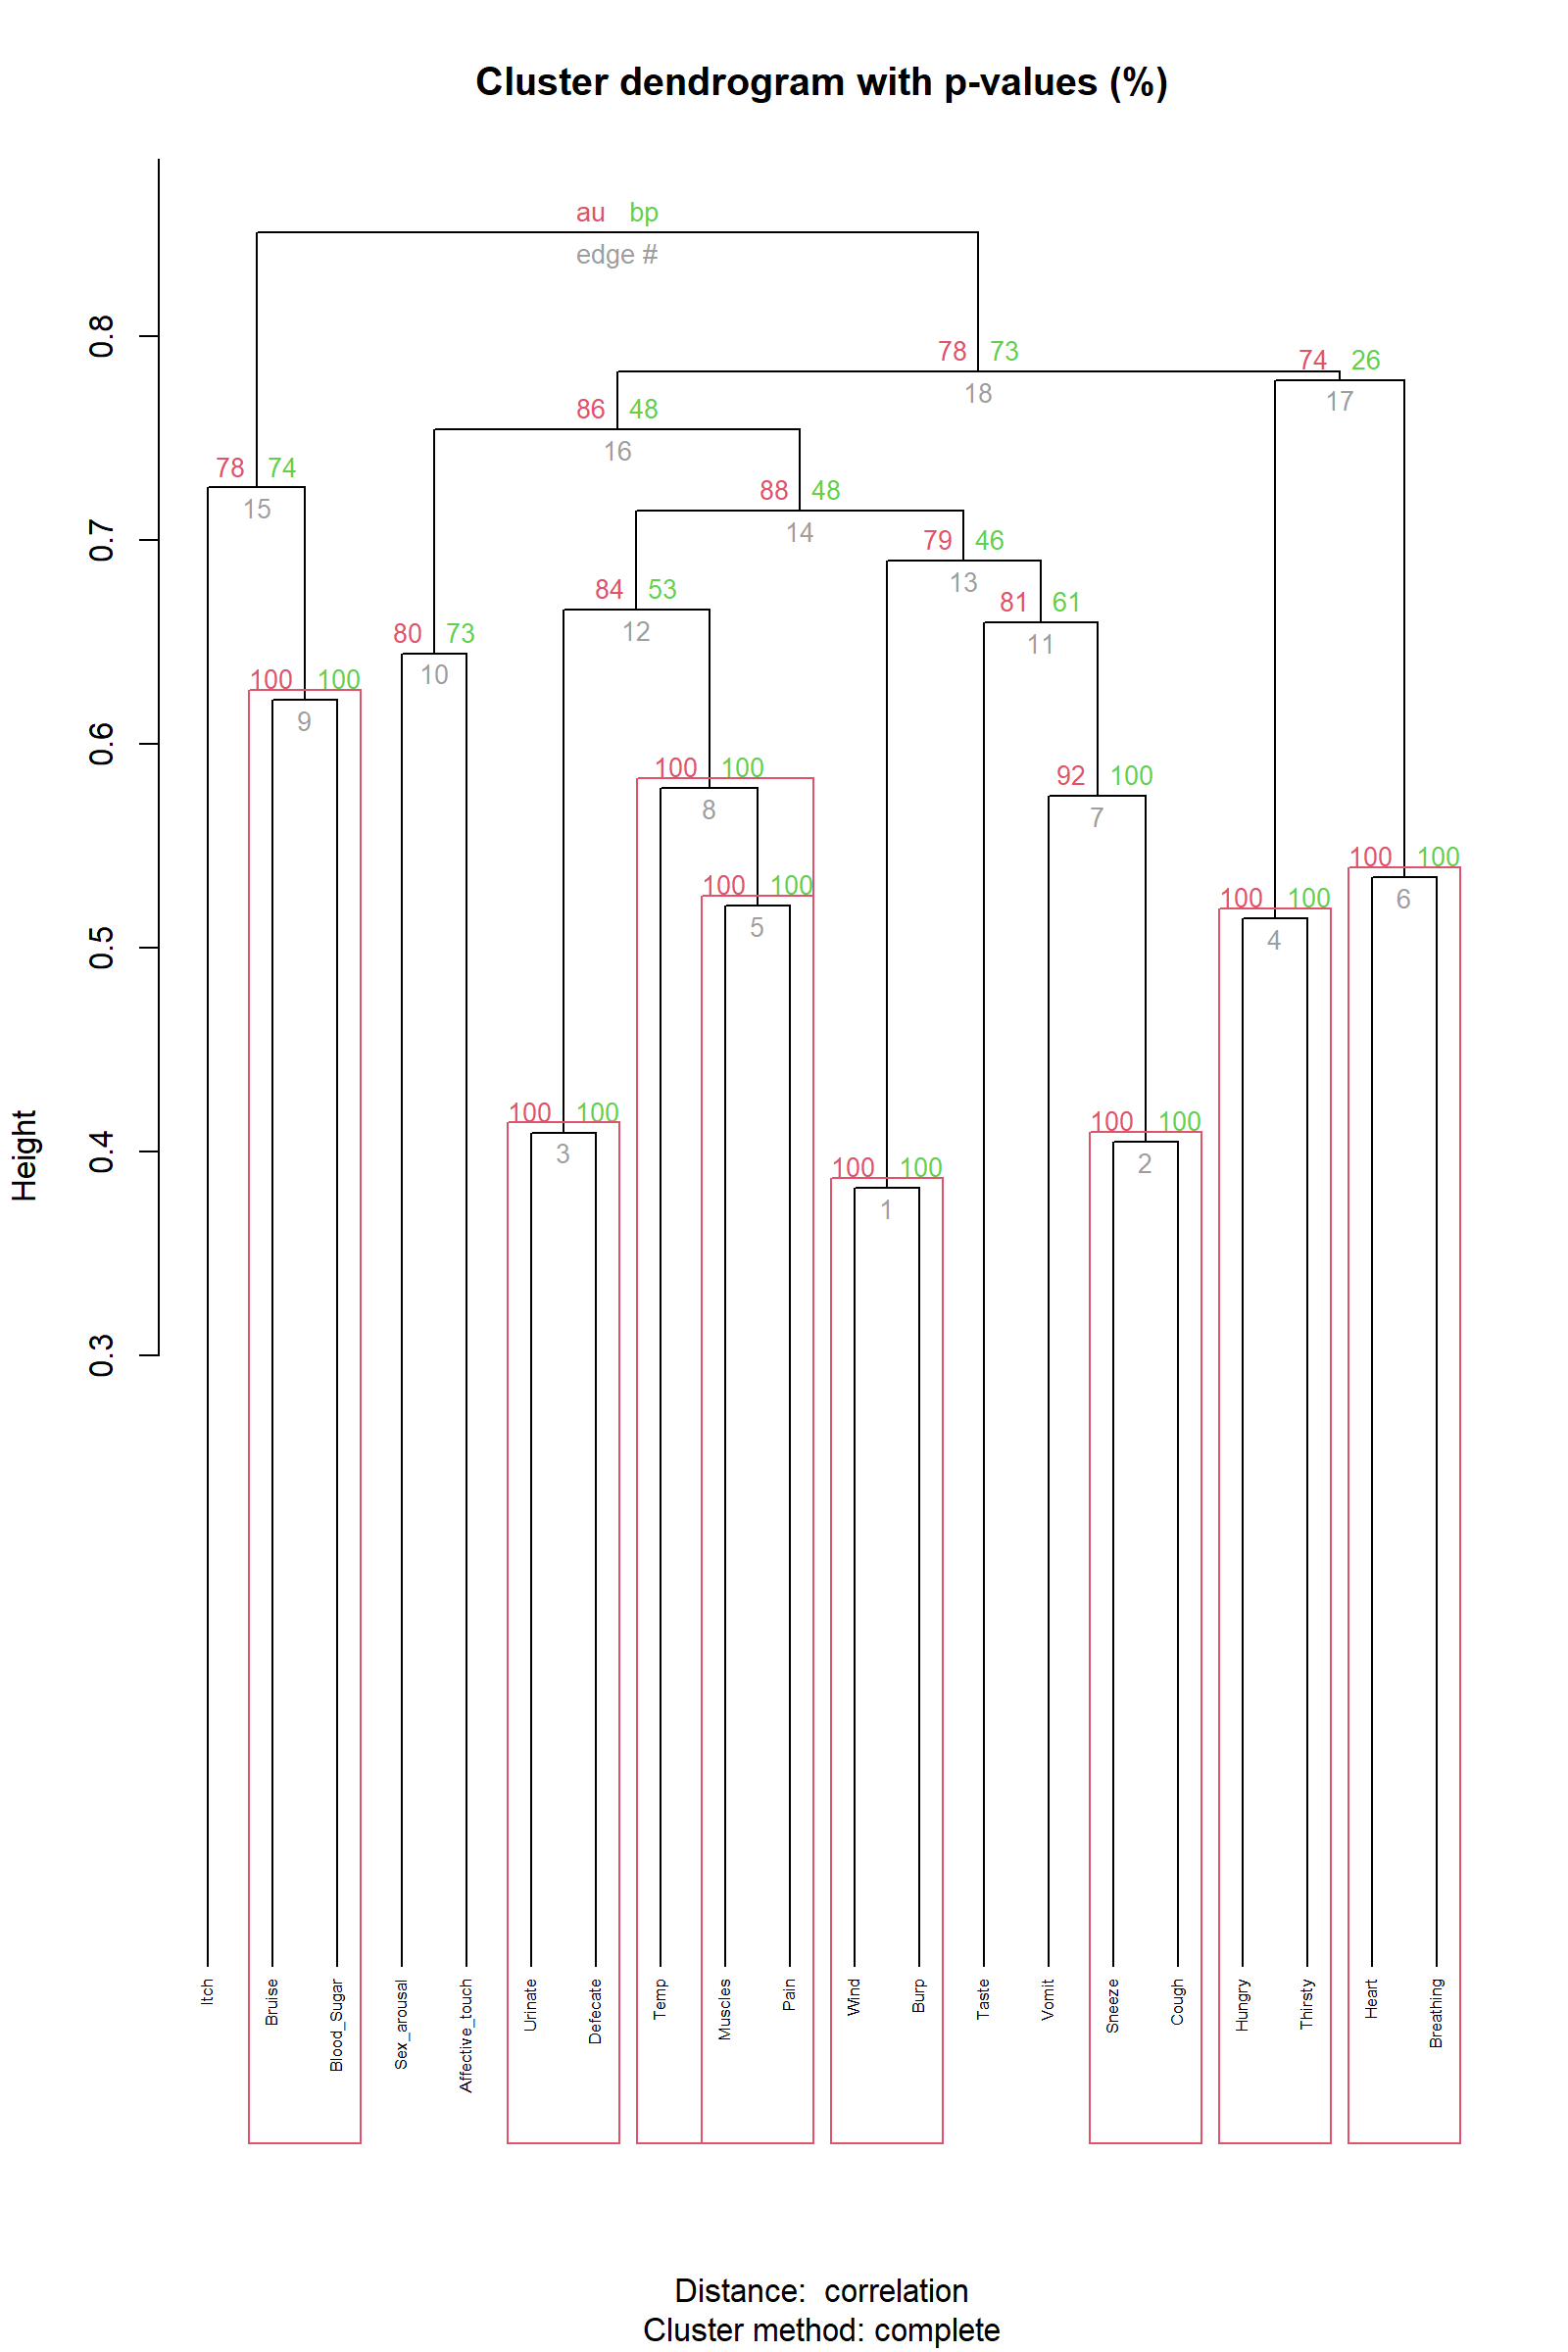 Cluster dendrogram with p-values (%)
au bp
edge #
0.8
78 73
74 26
18
17
86 48
16
78 74
15
88 48
14
0.7
79 46
13
84 53
12
81 61
11
80 73
10
100 100
9
0.6
100 100
8
92 100
7
100 100
5
100 100
6
100 100
4
0.5
100 100
3
100 100
2
0.4
100 100
1
Height
0.3
Itch
Bruise
Blood_Sugar
Sex_arousal
Affective_touch
Urinate
Defecate
Temp
Muscles
Pain
Wind
Burp
Taste
Vomit
Sneeze
Cough
Hungry
Thirsty
Heart
Breathing
Distance: correlation
Cluster method: complete